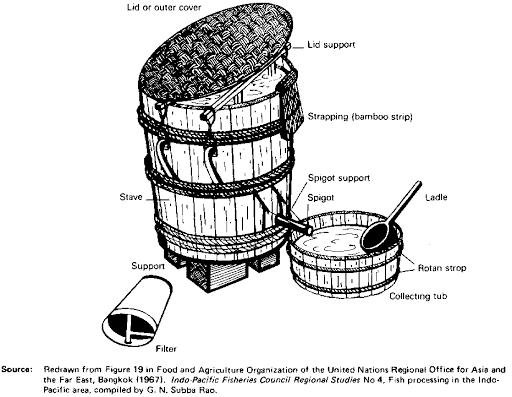 Lid or outer cover
Lid support
Strapping (bamboo strip)
Spigot support
Spigot
Stave
Ladle
Support
Rotan strop
Collecting tub
Filter
Source: Redrawn from Figure 19 in Food and Agriculture Organization of the United Nations Regional Office for Asia and
the Far East, Bangkok (1967). Indo-Pacific Fisheries Council Regional Studies No 4, Fish processing in the Indo-
Pacific area, compiled by G. N. Subba Rao.